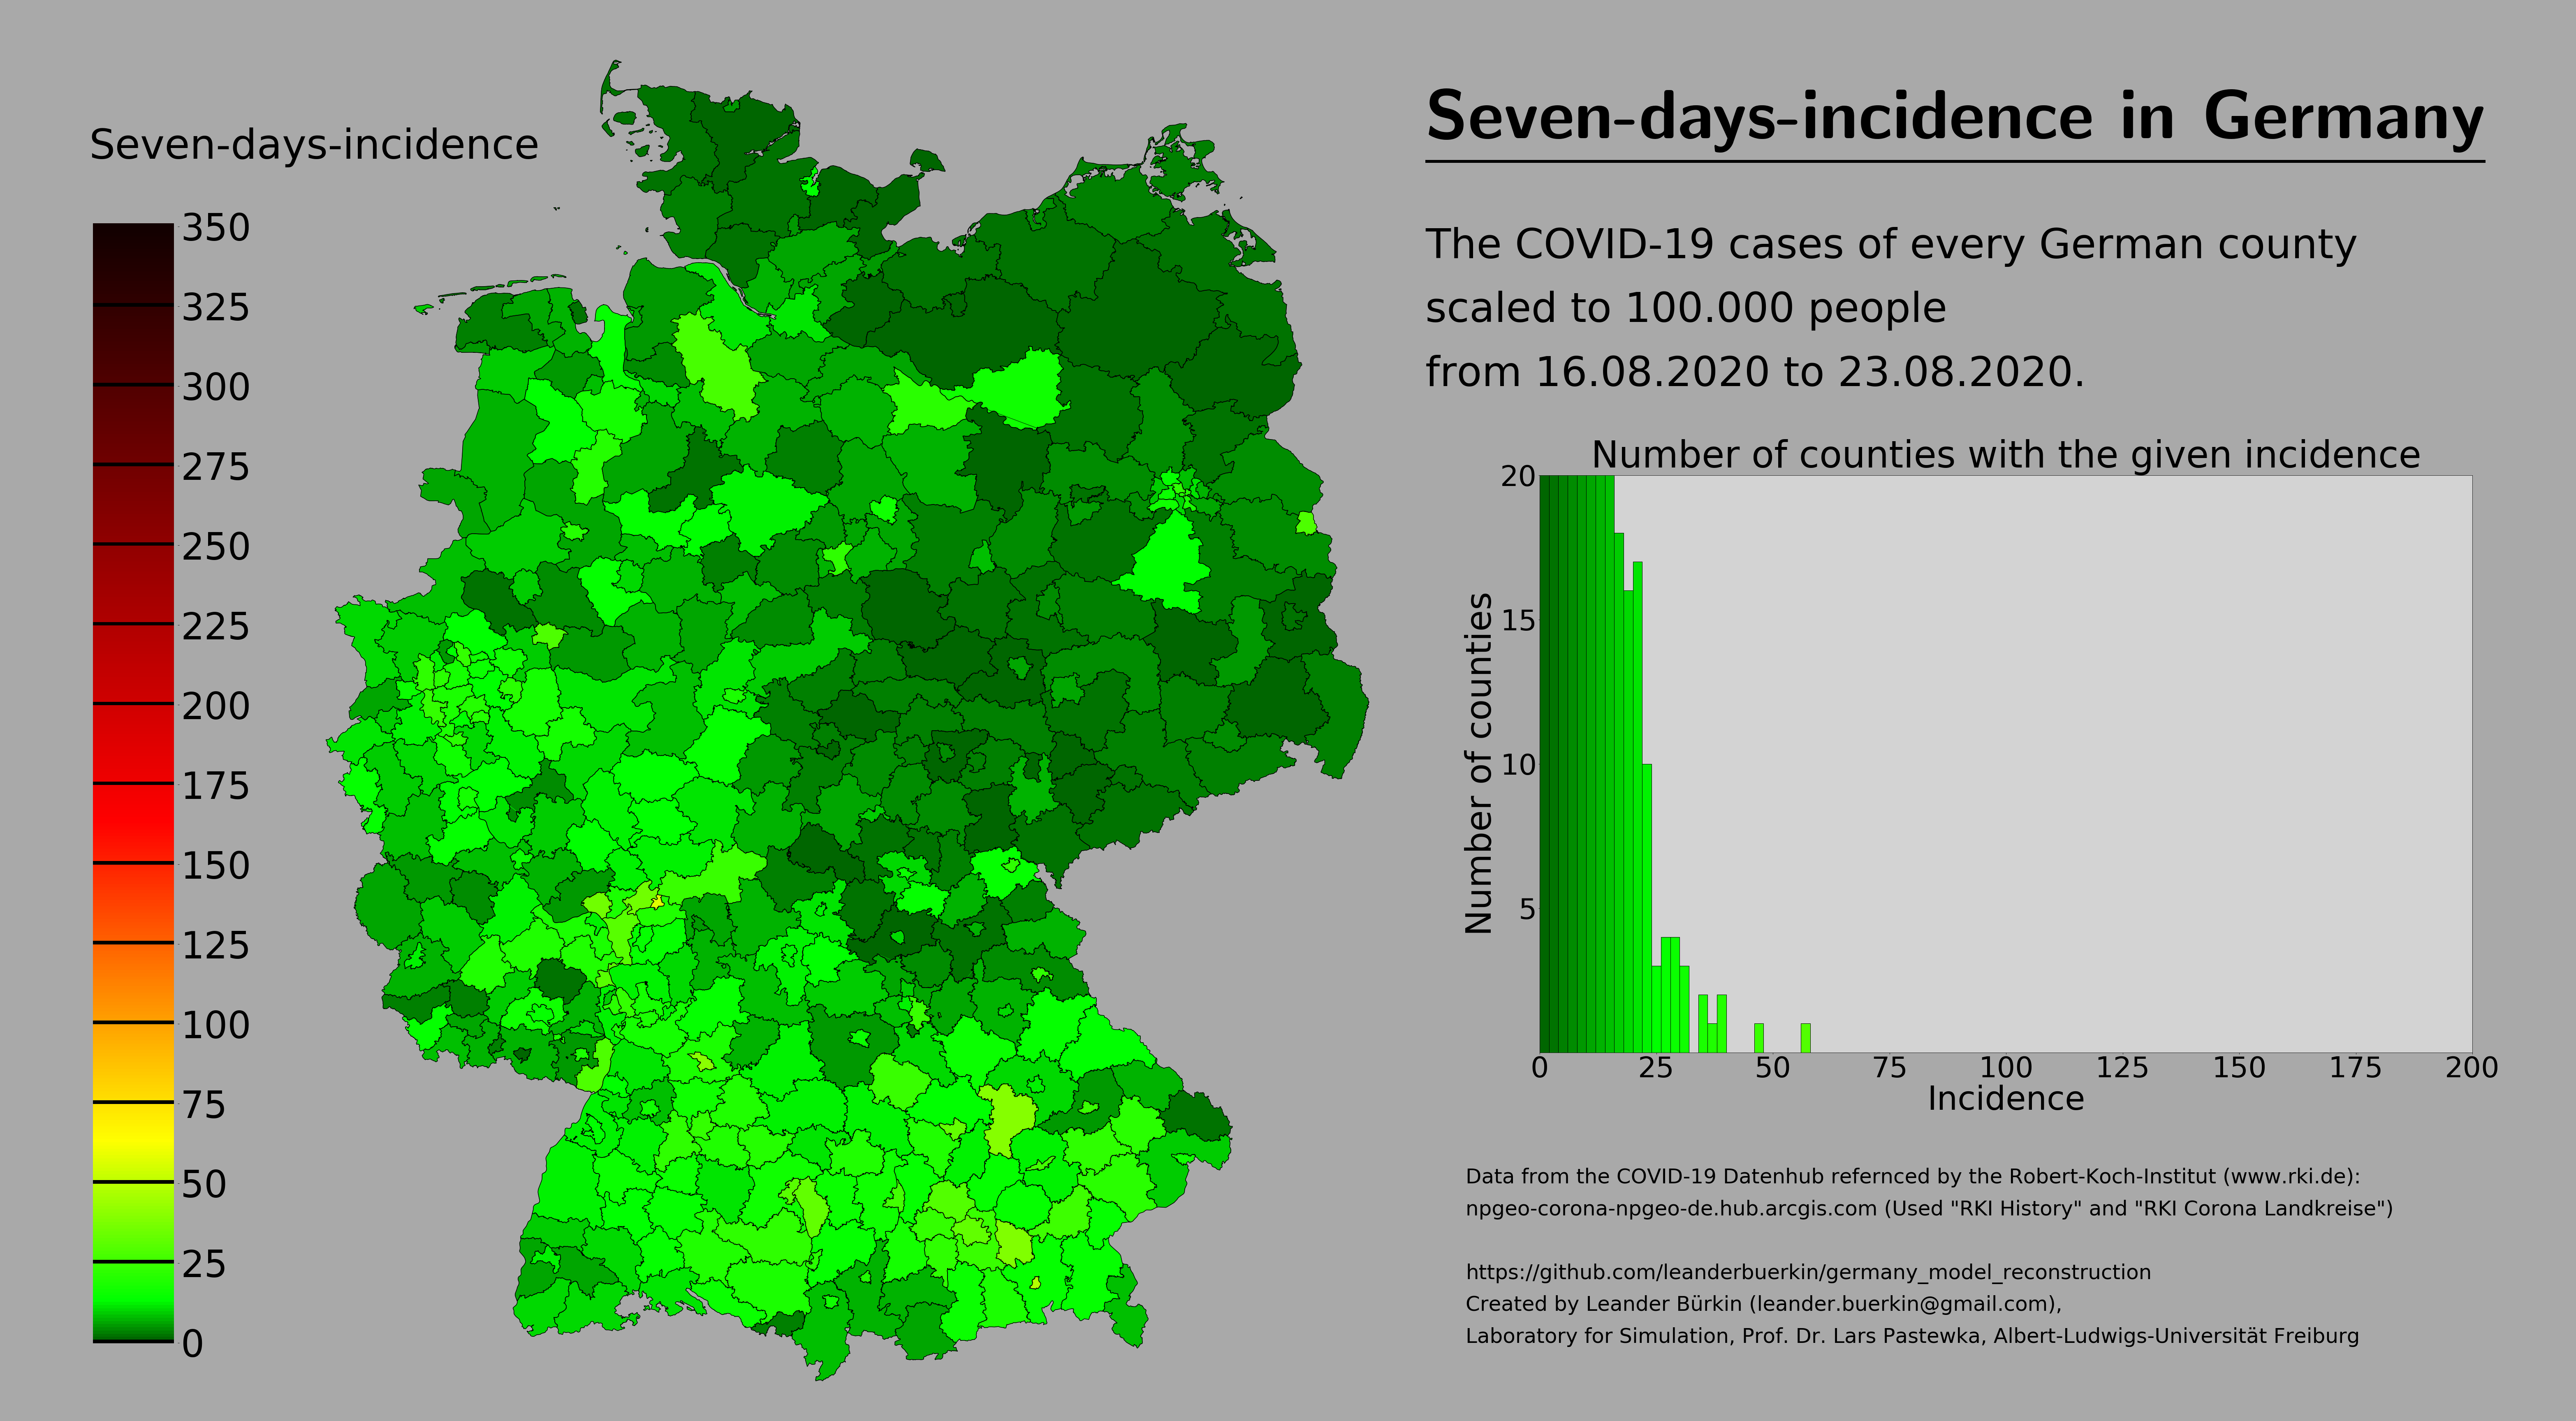 Seven-days-incidence
350
325
300
275
250
225
200
175
150
125
100
75
50
25
0
Seven-days-incidence in Germany
The COVID-19 cases of every German county
scaled to 100.000 people
from 16.08.2020 to 23.08.2020.
Number of counties with the given incidence
Number of counties
20
15
10
5
0 25 50 75 100 125 150 175 200
Incidence
Data from the COVID-19 Datenhub refernced by the Robert-Koch-Institut (www.rki.de):
npgeo-corona-npgeo-de.hub.arcgis.com (Used "RKI History" and "RKI Corona Landkreise")
https://github.com/leanderbuerkin/germany_model_reconstruction
Created by Leander Bürkin (leander.buerkin@gmail.com),
Laboratory for Simulation, Prof. Dr. Lars Pastewka, Albert-Ludwigs-Universität Freiburg